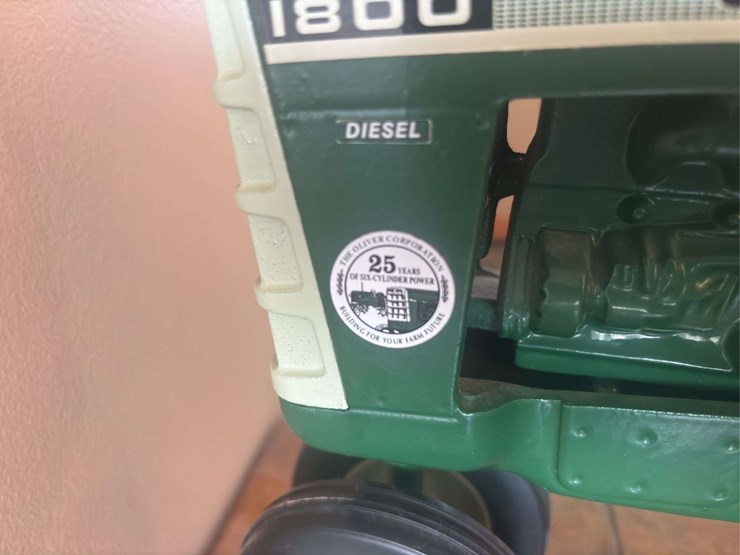 1800
DIESEL
THE OLIVER CORPORATION
25 YEARS
OF SIX-CYLINDER POWER
BUILDING FOR YOUR FARM FUTURE